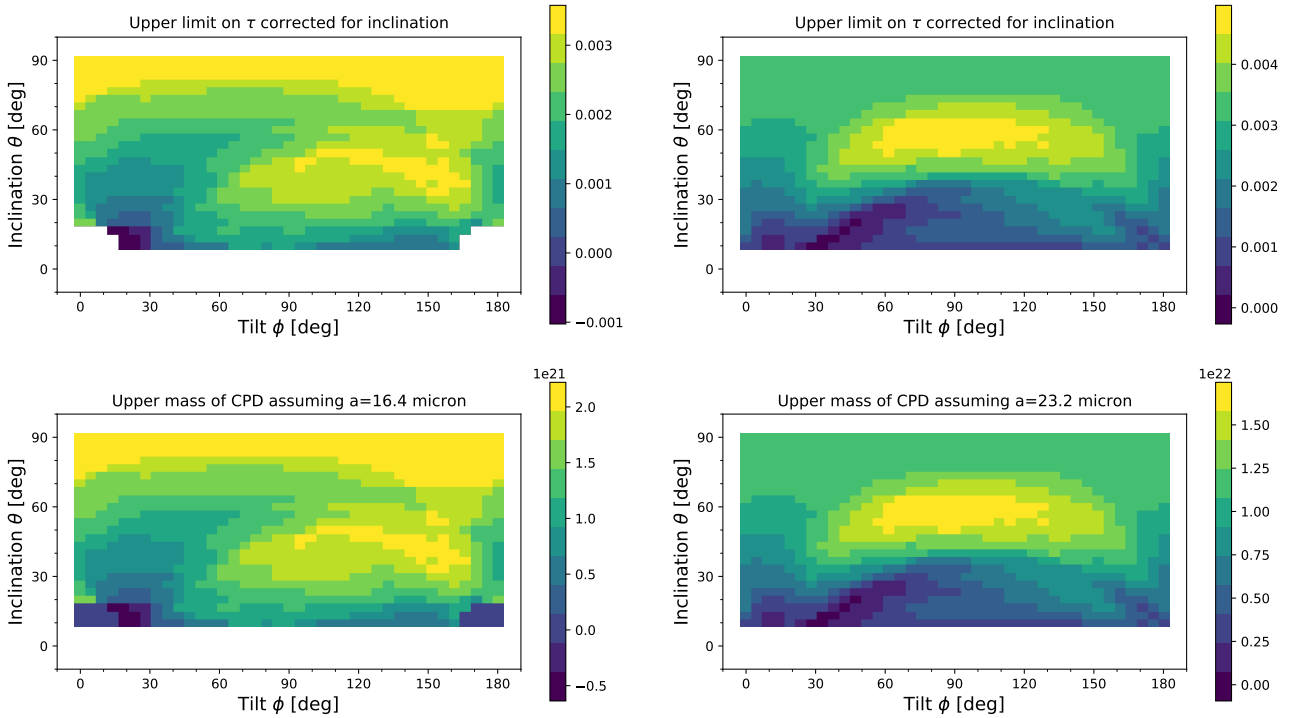 Upper limit on τ corrected for inclination
Inclination θ [deg]
90
60
30
0
0 30 60 90 120 150 180
Tilt ϕ [deg]
0.003
0.002
0.001
0.000
−0.001
Upper limit on τ corrected for inclination
Inclination θ [deg]
90
60
30
0
0 30 60 90 120 150 180
Tilt ϕ [deg]
0.004
0.003
0.002
0.001
0.000
Upper mass of CPD assuming a=16.4 micron
Inclination θ [deg]
90
60
30
0
0 30 60 90 120 150 180
Tilt ϕ [deg]
1e21
2.0
1.5
1.0
0.5
0.0
−0.5
Upper mass of CPD assuming a=23.2 micron
Inclination θ [deg]
90
60
30
0
0 30 60 90 120 150 180
Tilt ϕ [deg]
1e22
1.50
1.25
1.00
0.75
0.50
0.25
0.00